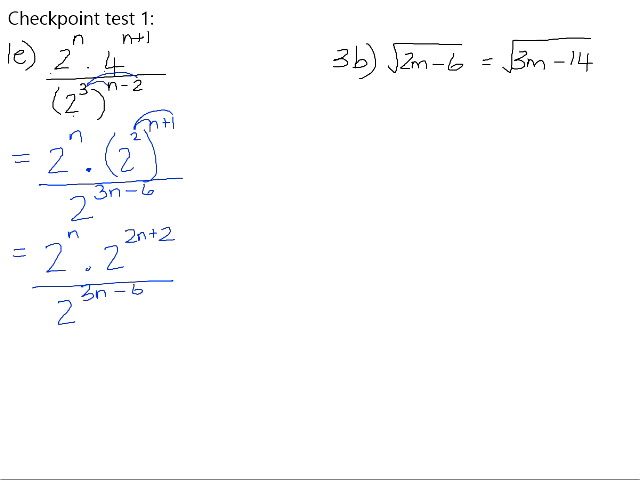 Checkpoint test 1:
1e) 2^n . 4^(n+1) / (2^3)^(n-2)
= 2^n . (2^2)^(n+1) / 2^(3n-6)
= 2^n . 2^(2n+2) / 2^(3n-6)
3b) √(2m-6) = √(3m-14)